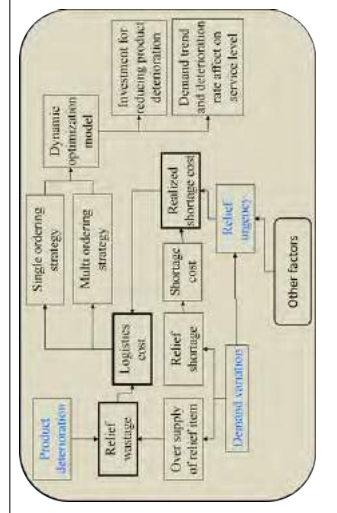 Product
deterioration
Relief
wastage
Over supply
of relief item
Demand variation
Relief
shortage
Logistics
cost
Shortage
cost
Realized
shortage cost
Relief
urgency
Other factors
Single ordering
strategy
Multi ordering
strategy
Dynamic
optimization
model
Investment for
reducing product
deterioration
Demand trend
and deterioration
rate affect on
service level